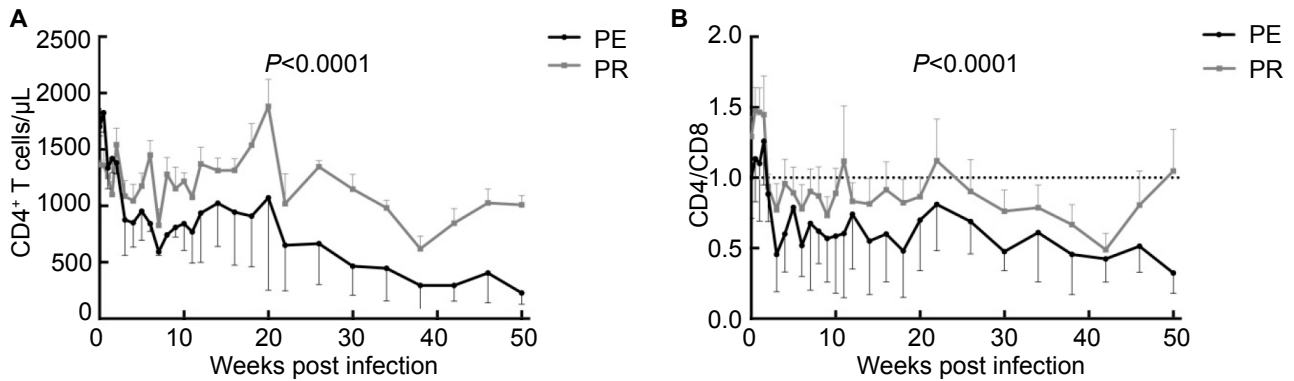 A
2500
2000
1500
1000
500
0
CD4⁺ T cells/μL
P<0.0001
PE
PR
0 10 20 30 40 50
Weeks post infection
B
2.0
1.5
1.0
0.5
0.0
CD4/CD8
P<0.0001
PE
PR
0 10 20 30 40 50
Weeks post infection